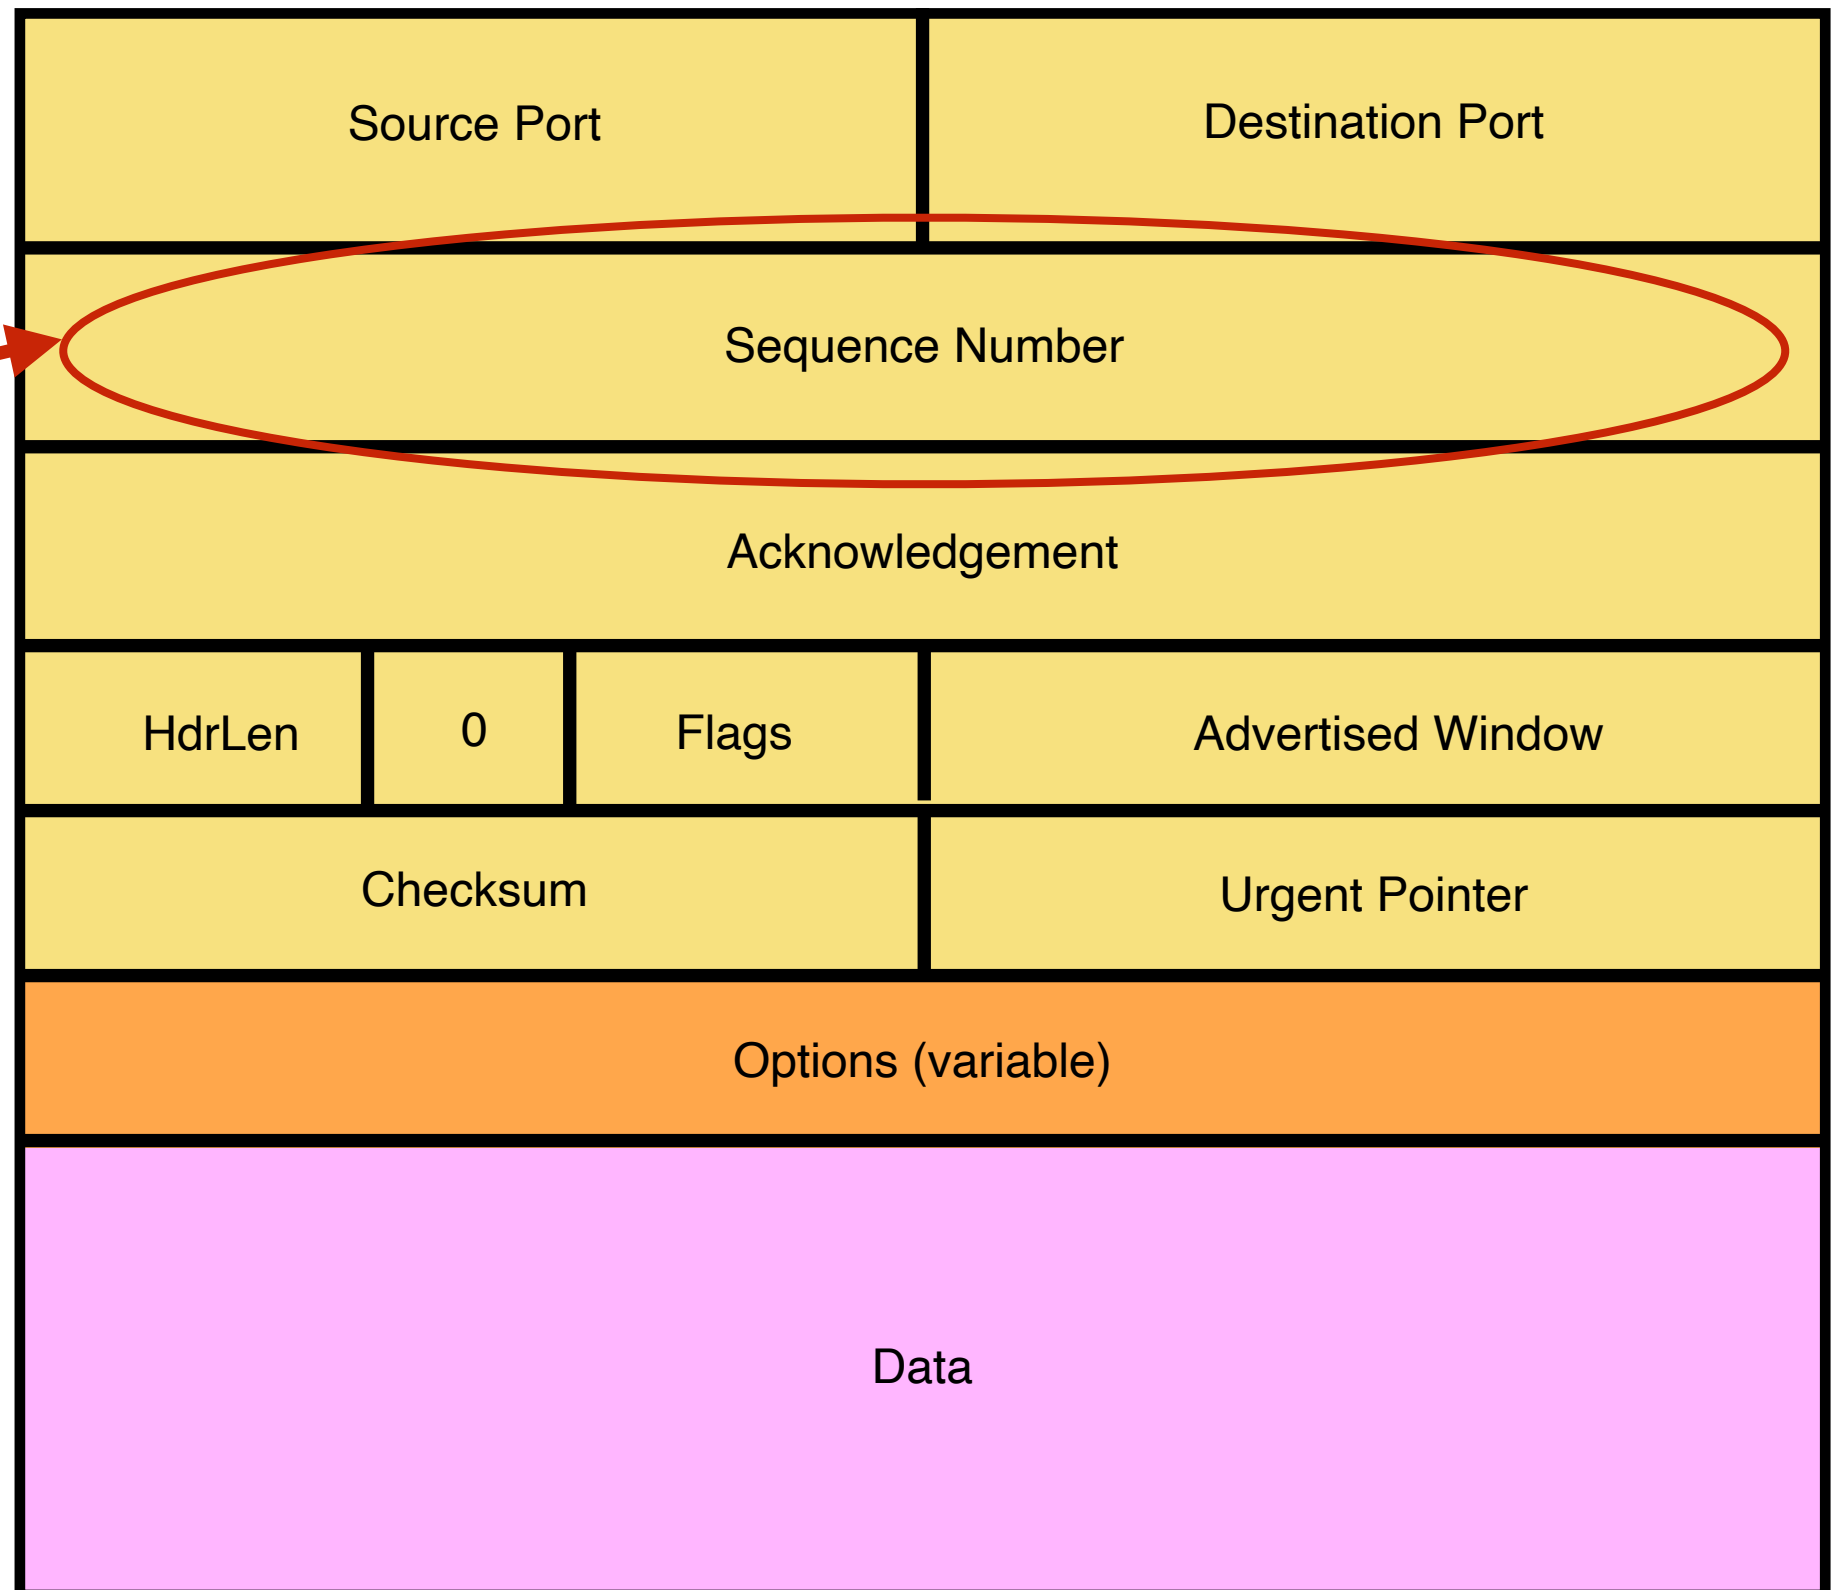 Source Port
Destination Port
Sequence Number
Acknowledgement
HdrLen
0
Flags
Advertised Window
Checksum
Urgent Pointer
Options (variable)
Data